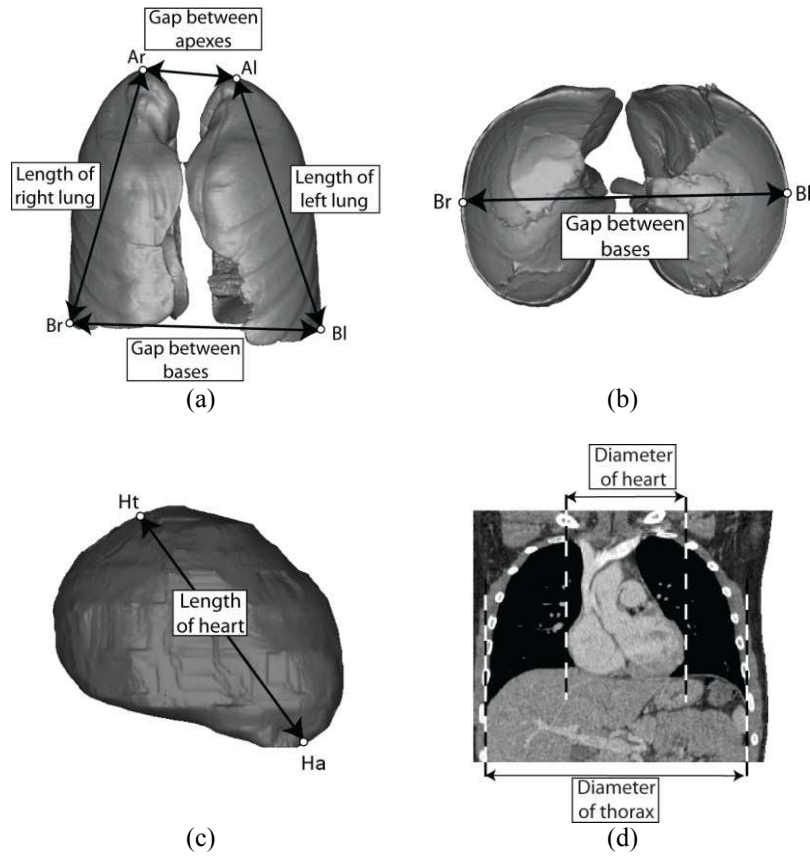 Gap between
apexes
Ar
Al
Length of
right lung
Length of
left lung
Br
Bl
Gap between
bases
(a)
Br
Bl
Gap between
bases
(b)
Ht
Length
of heart
Ha
(c)
Diameter
of heart
Diameter
of thorax
(d)